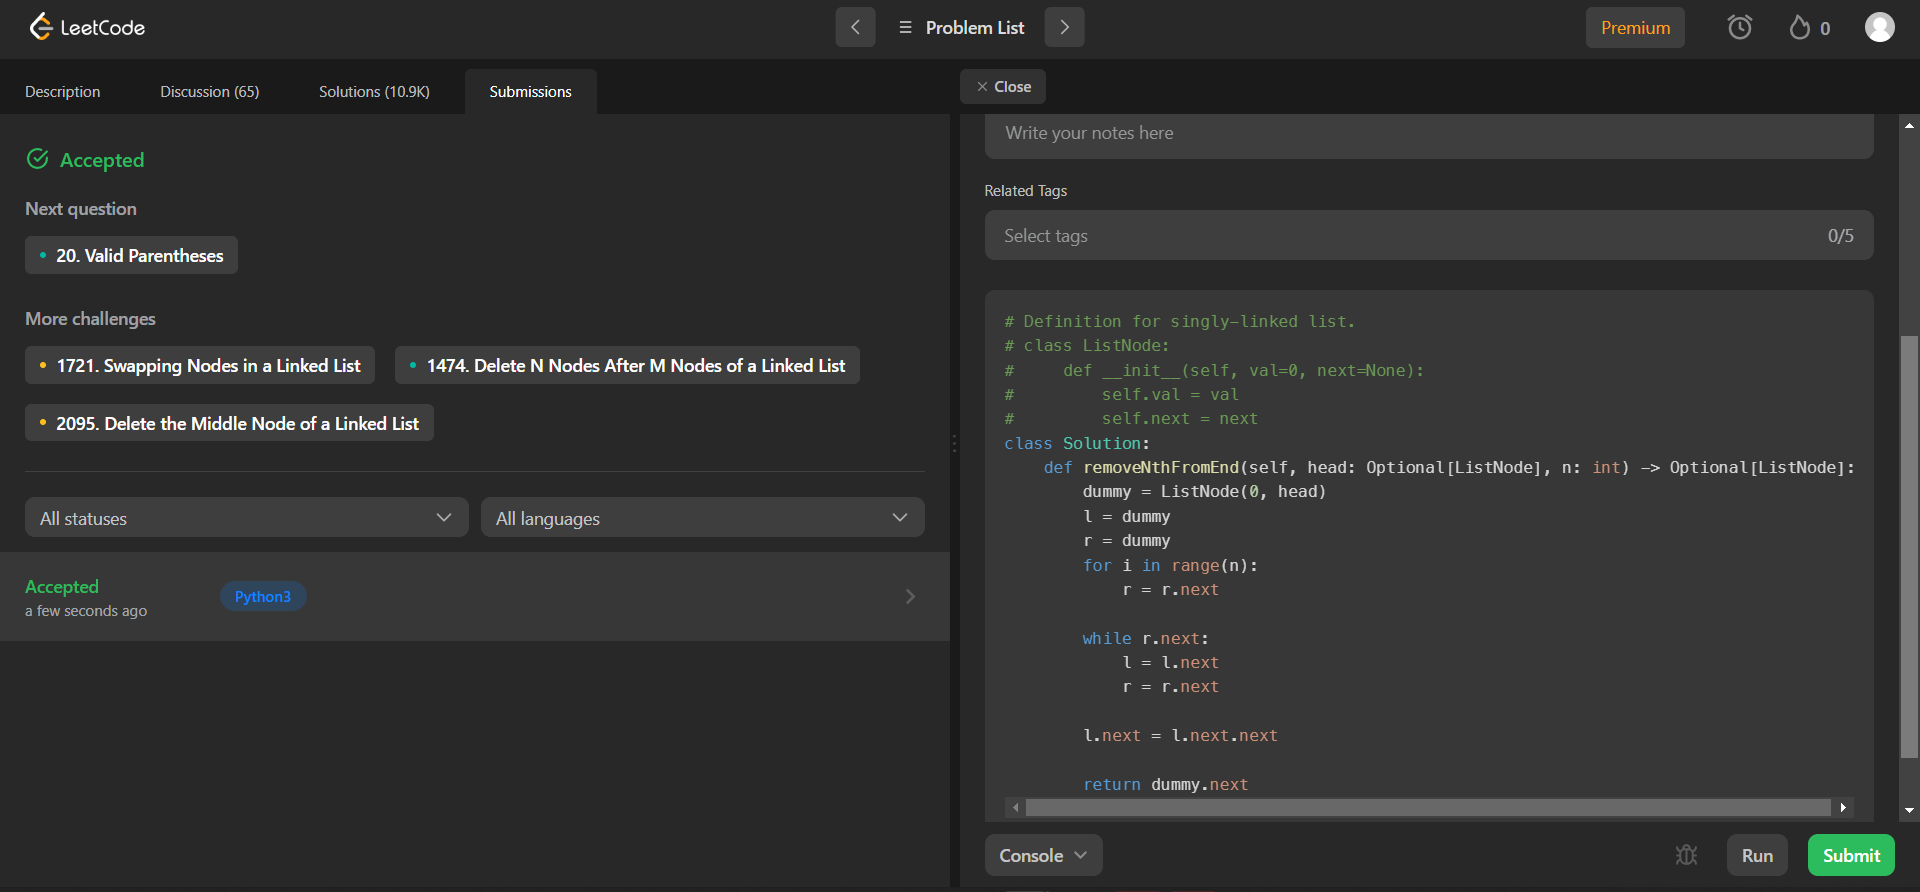 LeetCode
Problem List
Premium
0
Description
Discussion (65)
Solutions (10.9K)
Submissions
Close
Accepted
Next question
20. Valid Parentheses
More challenges
1721. Swapping Nodes in a Linked List
1474. Delete N Nodes After M Nodes of a Linked List
2095. Delete the Middle Node of a Linked List
All statuses
All languages
Accepted
a few seconds ago
Python3
Write your notes here
Related Tags
Select tags
0/5
# Definition for singly-linked list.
# class ListNode:
#     def __init__(self, val=0, next=None):
#         self.val = val
#         self.next = next
class Solution:
    def removeNthFromEnd(self, head: Optional[ListNode], n: int) -> Optional[ListNode]:
        dummy = ListNode(0, head)
        l = dummy
        r = dummy
        for i in range(n):
            r = r.next
        while r.next:
            l = l.next
            r = r.next
        l.next = l.next.next
        return dummy.next
Console
Run
Submit